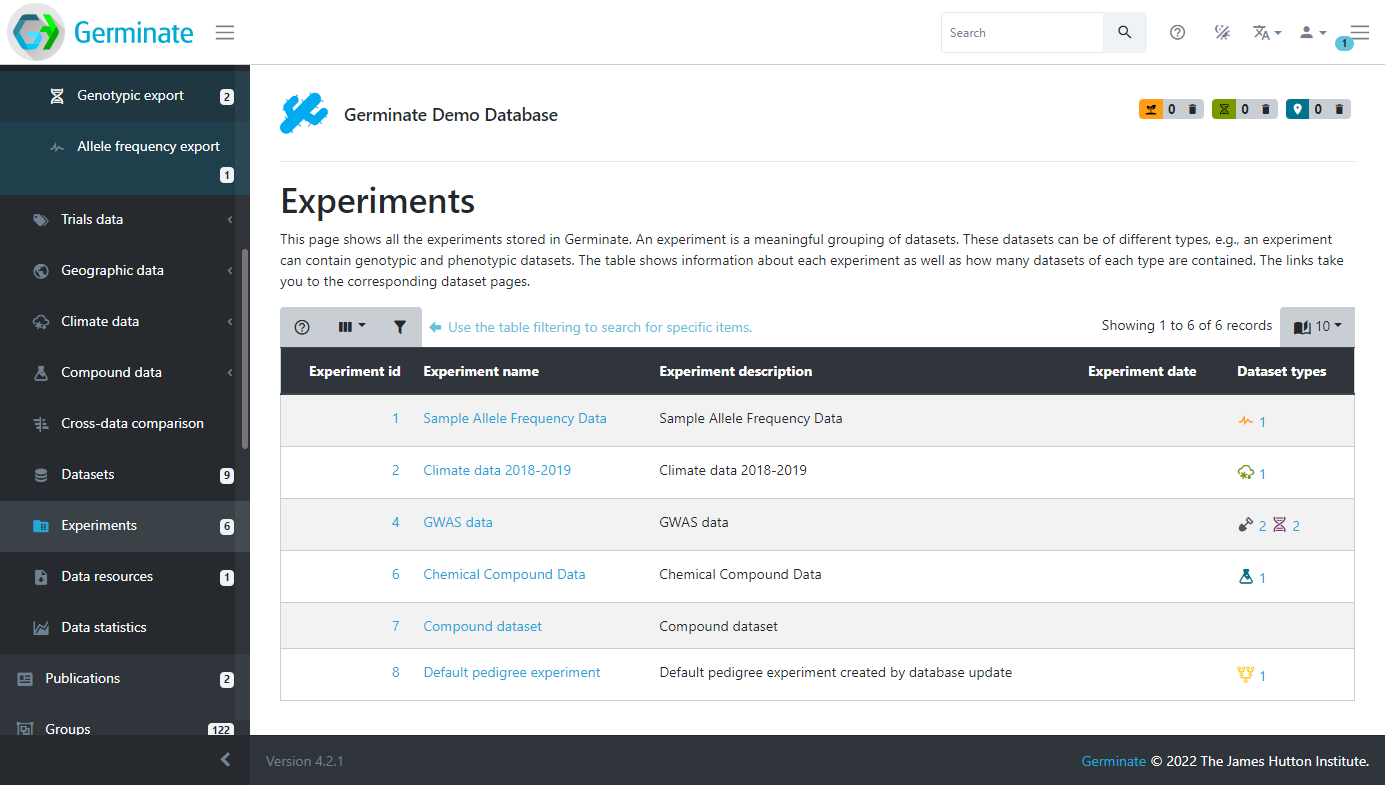 Germinate
Search
1
Genotypic export 2
Allele frequency export
1
Trials data
Geographic data
Climate data
Compound data
Cross-data comparison
Datasets 9
Experiments 6
Data resources 1
Data statistics
Publications 2
Groups 122
Germinate Demo Database
0 0 0
Experiments
This page shows all the experiments stored in Germinate. An experiment is a meaningful grouping of datasets. These datasets can be of different types, e.g., an experiment
can contain genotypic and phenotypic datasets. The table shows information about each experiment as well as how many datasets of each type are contained. The links take
you to the corresponding dataset pages.
Use the table filtering to search for specific items. Showing 1 to 6 of 6 records 10
Experiment id Experiment name Experiment description Experiment date Dataset types
1 Sample Allele Frequency Data Sample Allele Frequency Data 1
2 Climate data 2018-2019 Climate data 2018-2019 1
4 GWAS data GWAS data 2 2
6 Chemical Compound Data Chemical Compound Data 1
7 Compound dataset Compound dataset
8 Default pedigree experiment Default pedigree experiment created by database update 1
Version 4.2.1 Germinate © 2022 The James Hutton Institute.